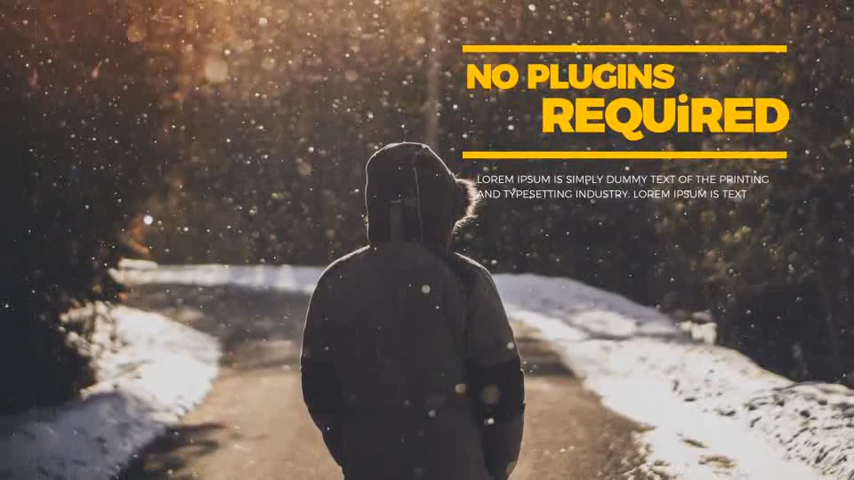 NO PLUGINS
REQUiRED
LOREM IPSUM IS SIMPLY DUMMY TEXT OF THE PRINTING
AND TYPESETTING INDUSTRY. LOREM IPSUM IS TEXT